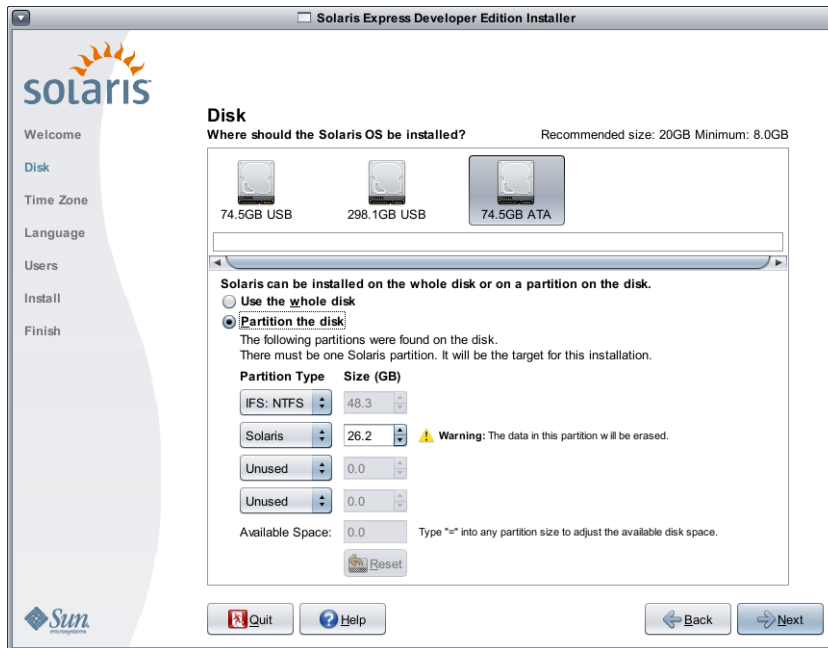 Solaris Express Developer Edition Installer
solaris
Welcome
Disk
Time Zone
Language
Users
Install
Finish
Sun
microsystems
Disk
Where should the Solaris OS be installed? Recommended size: 20GB Minimum: 8.0GB
74.5GB USB 298.1GB USB 74.5GB ATA
Solaris can be installed on the whole disk or on a partition on the disk.
Use the whole disk
Partition the disk
The following partitions were found on the disk.
There must be one Solaris partition. It will be the target for this installation.
Partition Type Size (GB)
IFS: NTFS 48.3
Solaris 26.2 Warning: The data in this partition will be erased.
Unused 0.0
Unused 0.0
Available Space: 0.0 Type "=" into any partition size to adjust the available disk space.
Reset
Quit Help Back Next